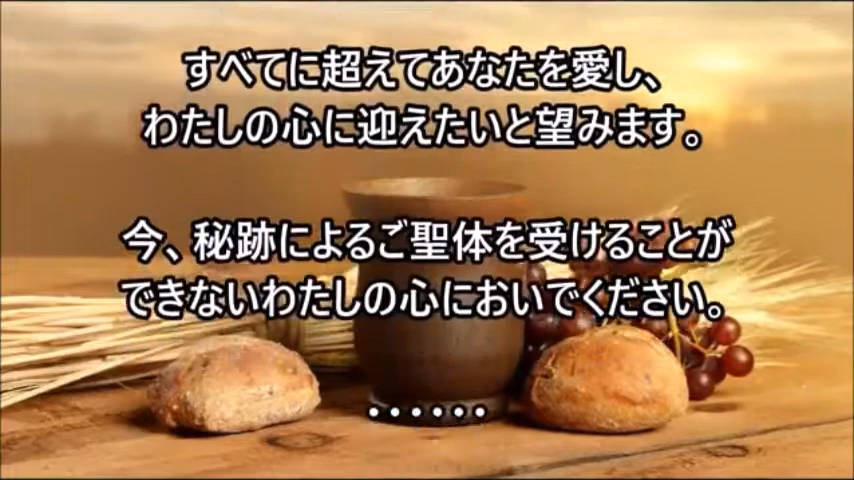 すべてに超えてあなたを愛し、
わたしの心に迎えたいと望みます。
今、秘跡によるご聖体を受けることが
できないわたしの心においでください。
・・・・・・